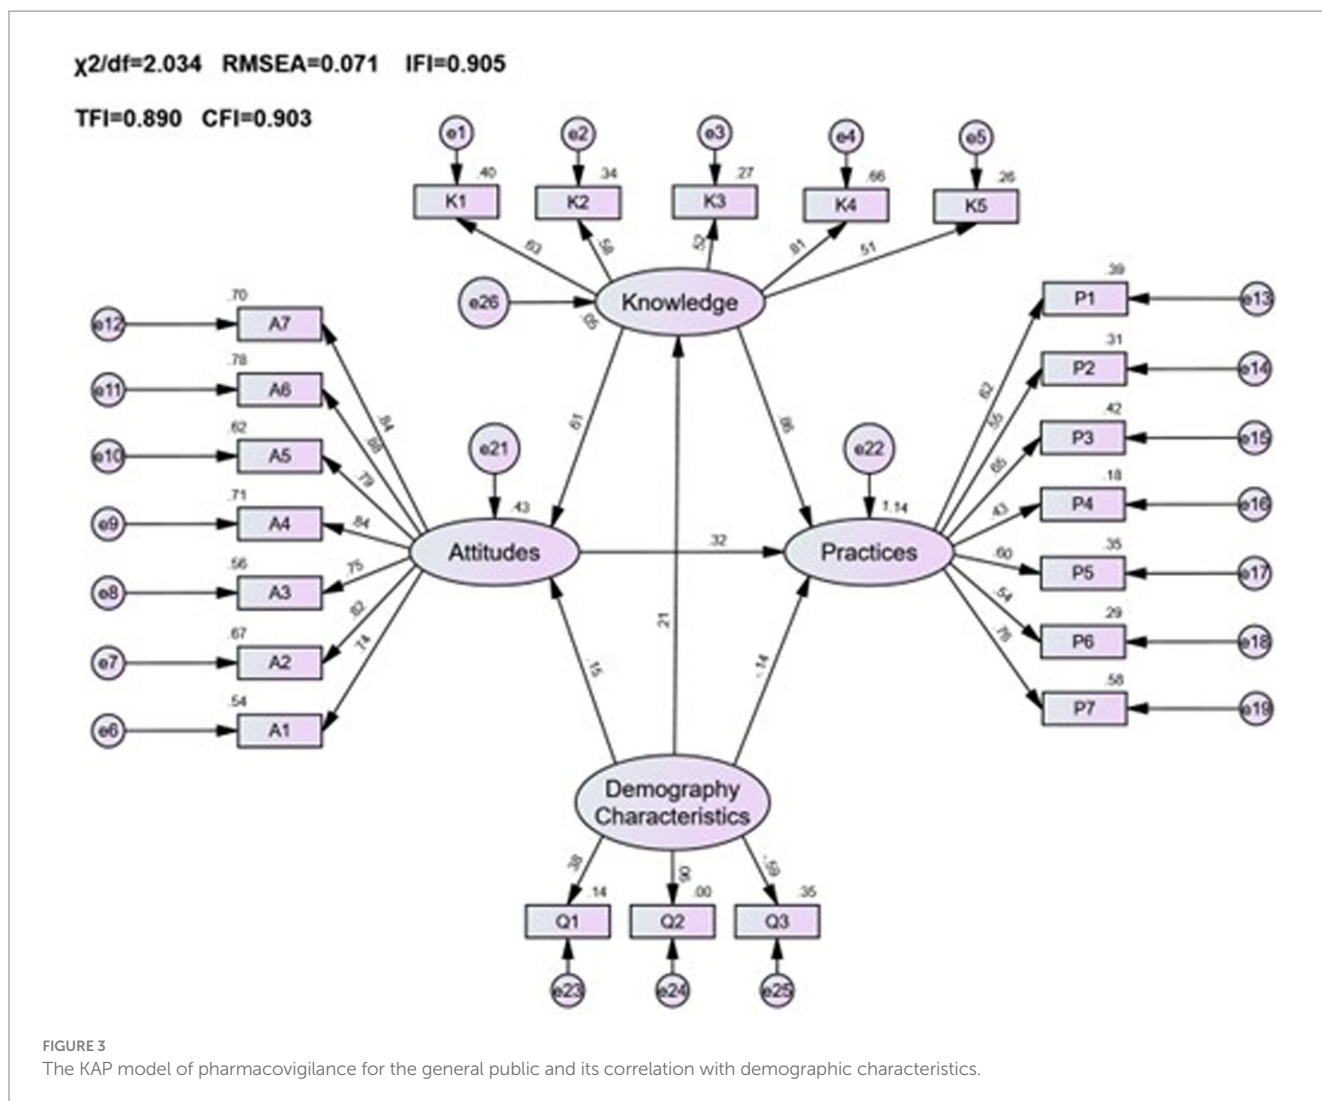 χ2/df=2.034 RMSEA=0.071 IFI=0.905
TFI=0.890 CFI=0.903
e1 e2 e3 e4 e5
.40 .34 .27 .66 .26
K1 K2 K3 K4 K5
.63 .58 .52 .81 .51
e26 Knowledge
.05
.39
P1 e13
.70
e12 A7
.31
P2 e14
.78
e11 A6
.42
P3 e15
.62
e10 A5
.18
P4 e16
.71
e9 A4
.35
P5 e17
.56
e8 A3
.29
P6 e18
.67
e7 A2
.58
P7 e19
.54
e6 A1
.84
.88
.79
.84
.75
.82
.74
.61
.86
.62
.55
.65
.43
.60
.54
.76
e21 e22
.43 1.14
Attitudes .32 Practices
.21
.15 -.14
Demography
Characteristics
.38 -.59
.14 .00 .35
Q1 Q2 Q3
e23 e24 e25
FIGURE 3
The KAP model of pharmacovigilance for the general public and its correlation with demographic characteristics.